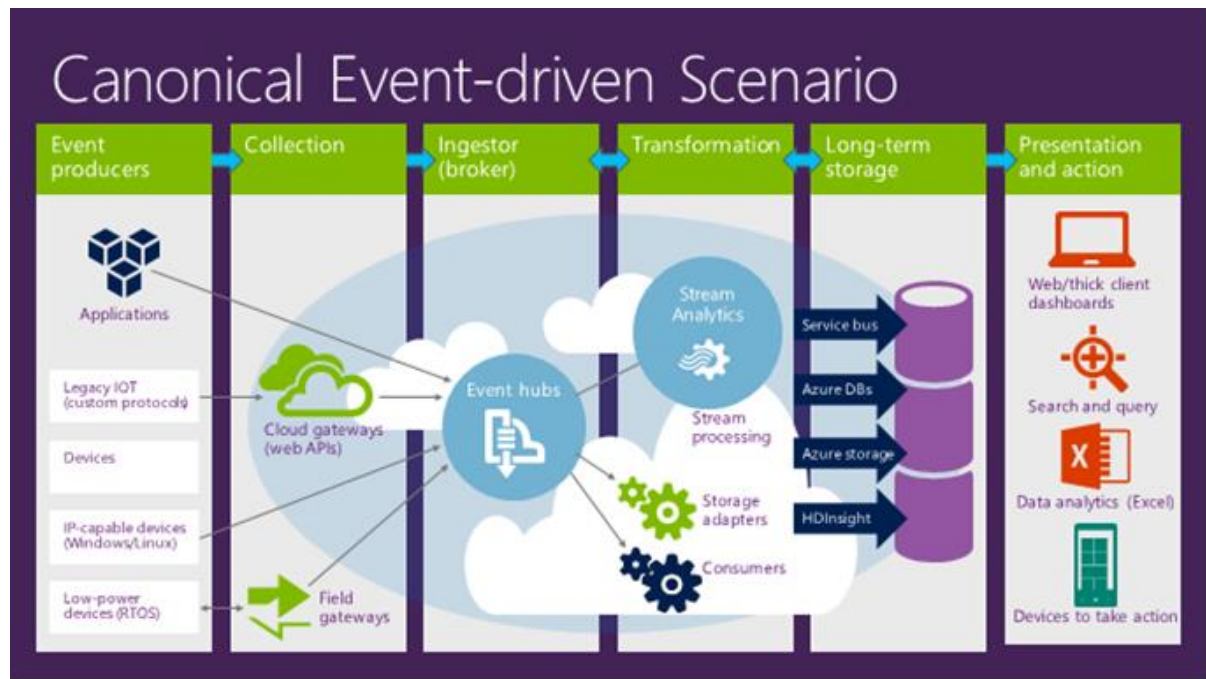 Canonical Event-driven Scenario
Event
producers
Collection
Ingestor
(broker)
Transformation
Long-term
storage
Presentation
and action
Applications
Legacy IOT
(custom protocols)
Devices
IP-capable devices
(Windows/Linux)
Low-power
devices (RTOS)
Cloud gateways
(web APIs)
Field
gateways
Event hubs
Stream
Analytics
Stream
processing
Storage
adapters
Consumers
Service bus
Azure DBs
Azure storage
HDInsight
Web/thick client
dashboards
Search and query
X
Data analytics (Excel)
Devices to take action